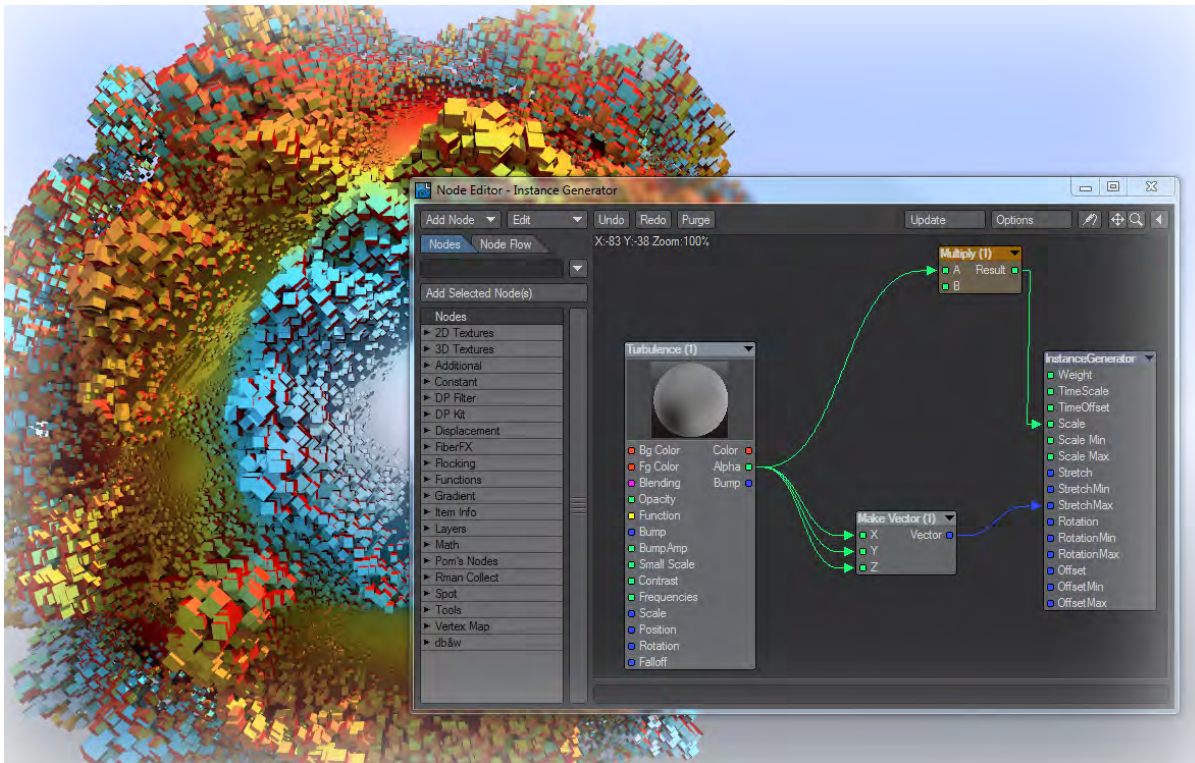 Node Editor - Instance Generator
Add Node Edit Undo Redo Purge Update Options
Nodes Node Flow
X:-83 Y:-38 Zoom:100%
Add Selected Node(s)
Nodes
2D Textures
3D Textures
Additional
Constant
DP Filter
DP Kit
Displacement
FiberFX
Flocking
Functions
Gradient
Item Info
Layers
Math
Pom's Nodes
Rman Collect
Spot
Tools
Vertex Map
db&w
Turbulence (1)
Bg Color Color
Fg Color Alpha
Blending Bump
Opacity
Function
Bump
BumpAmp
Small Scale
Contrast
Frequencies
Scale
Position
Rotation
Falloff
Multiply (1)
A Result
B
Make Vector (1)
X Vector
Y
Z
InstanceGenerator
Weight
TimeScale
TimeOffset
Scale
Scale Min
Scale Max
Stretch
StretchMin
StretchMax
Rotation
RotationMin
RotationMax
Offset
OffsetMin
OffsetMax